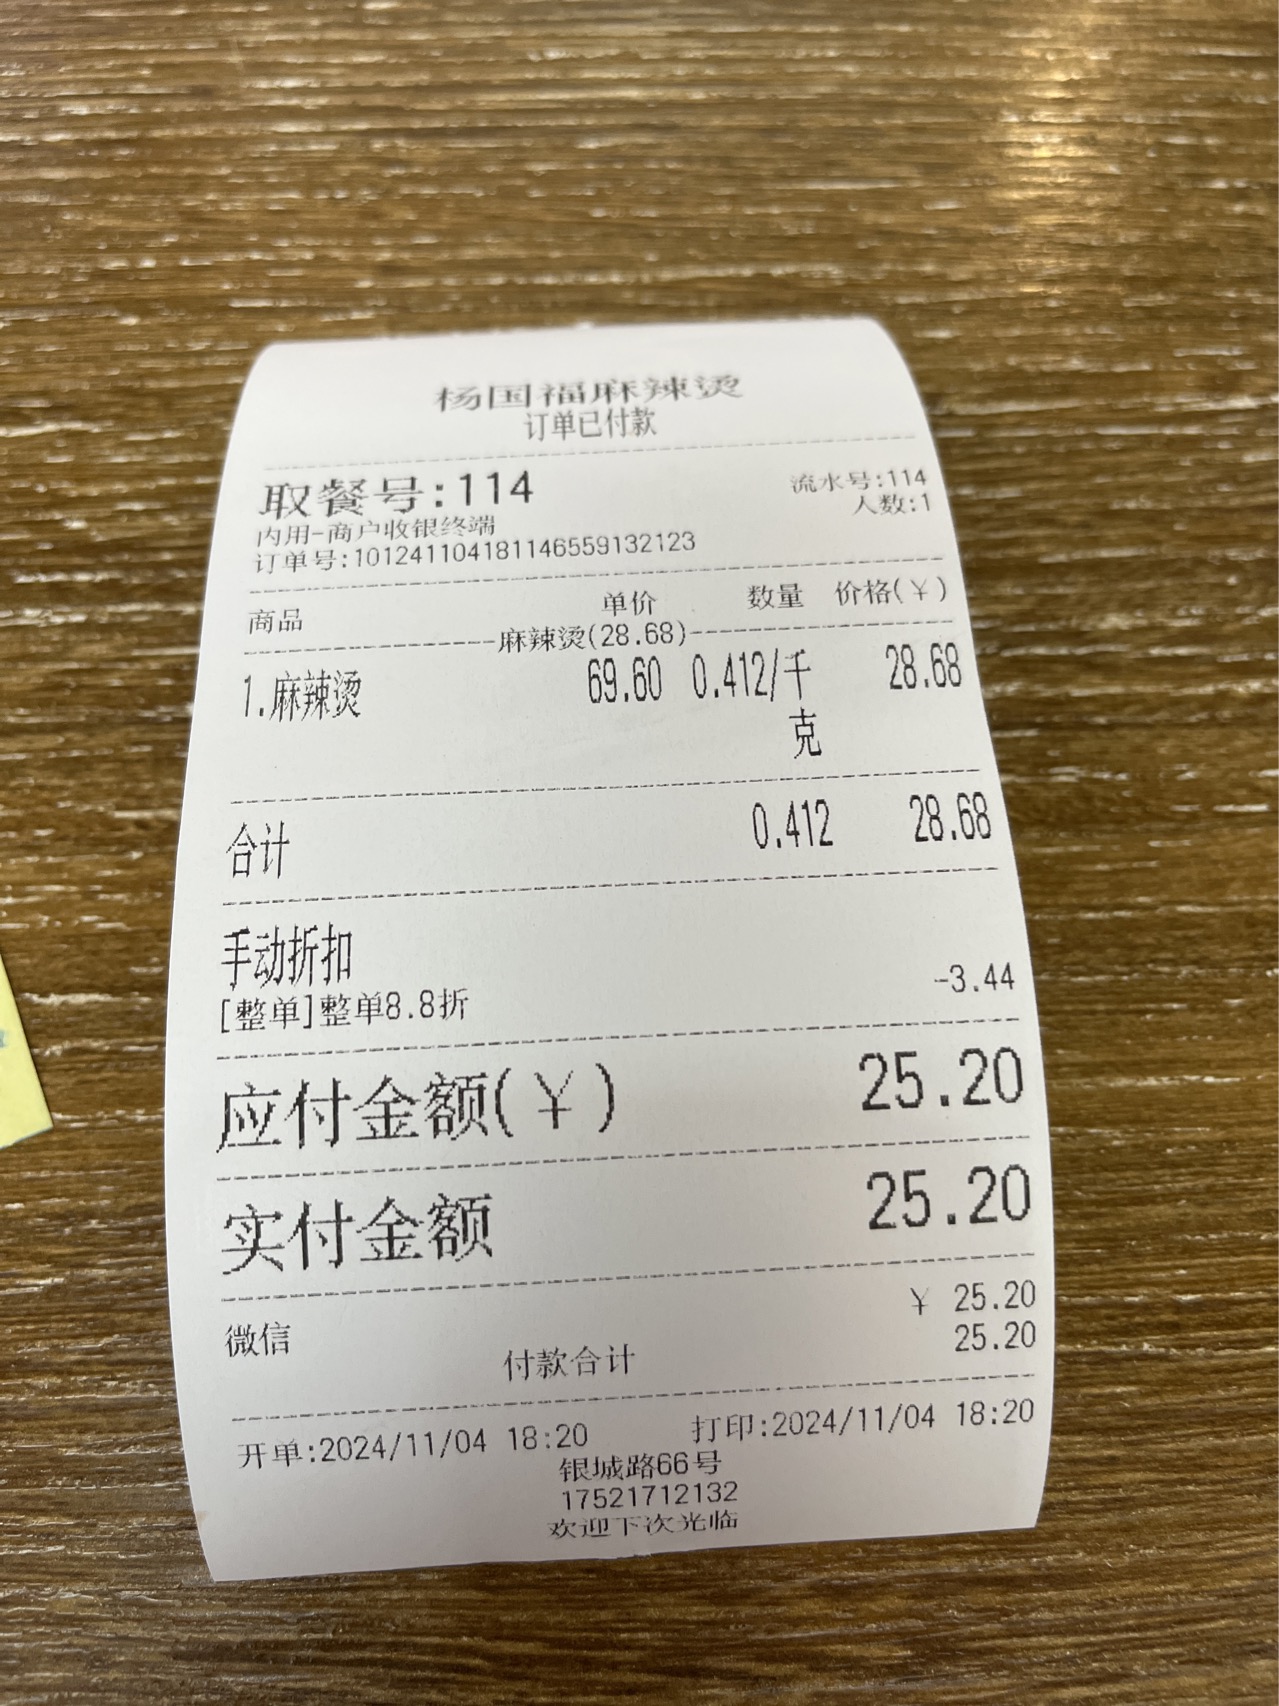 杨国福麻辣烫
订单已付款
取餐号:114 流水号:114
内用-商户收银终端 人数:1
订单号:101241104181146559132123
商品 单价 数量 价格(￥)
麻辣烫(28.68)
1.麻辣烫 69.60 0.412/千克 28.68
合计 0.412 28.68
手动折扣
[整单]整单8.8折 -3.44
应付金额(￥) 25.20
实付金额 25.20
微信 ￥ 25.20
付款合计 25.20
开单:2024/11/04 18:20 打印:2024/11/04 18:20
银城路66号
17521712132
欢迎下次光临